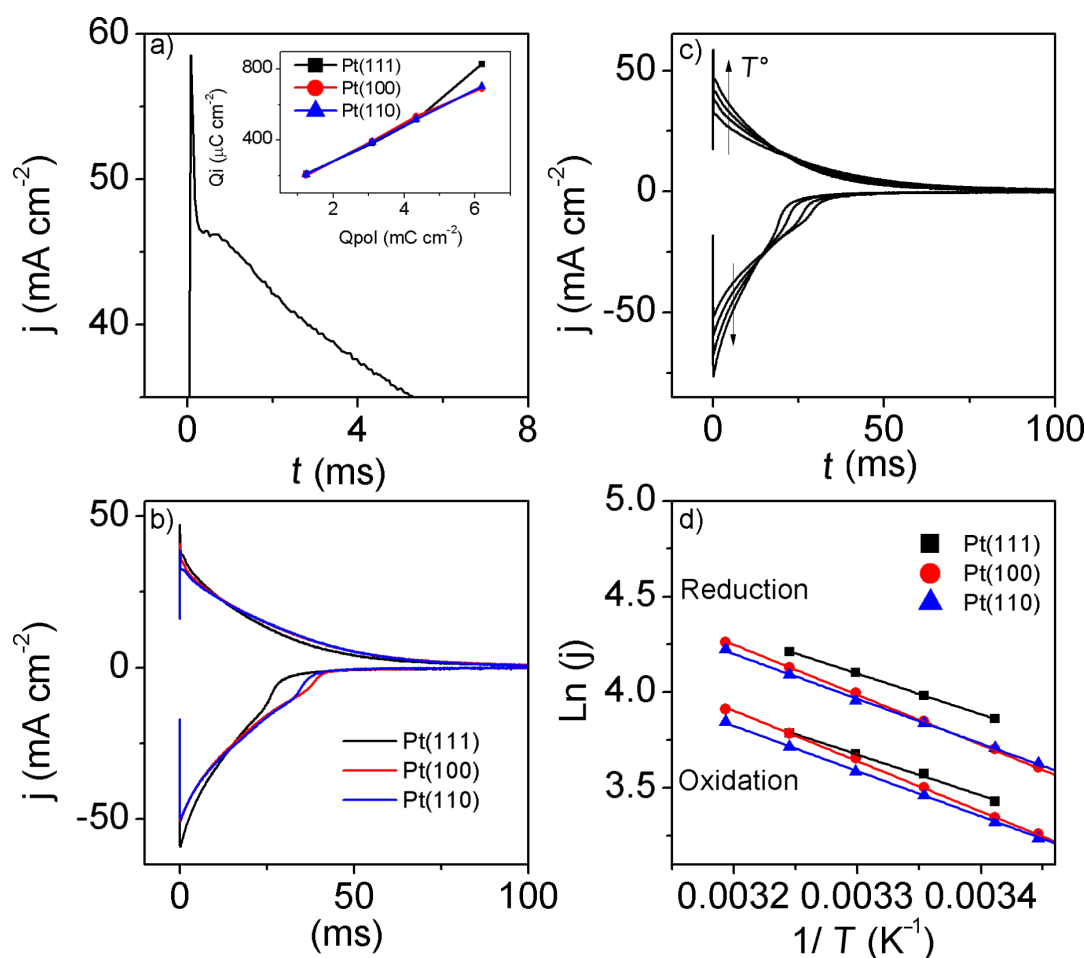 a)
60
50
40
j (mA cm⁻²)
0
4
8
t (ms)
800
400
Qi (μC cm⁻²)
2
4
6
Qpol (mC cm⁻²)
Pt(111)
Pt(100)
Pt(110)
c)
50
0
-50
j (mA cm⁻²)
T°
0
50
100
t (ms)
b)
50
0
-50
j (mA cm⁻²)
Pt(111)
Pt(100)
Pt(110)
0
50
100
(ms)
d)
5.0
4.5
4.0
3.5
Ln (j)
Pt(111)
Pt(100)
Pt(110)
Reduction
Oxidation
0.0032
0.0033
0.0034
1/ T (K⁻¹)